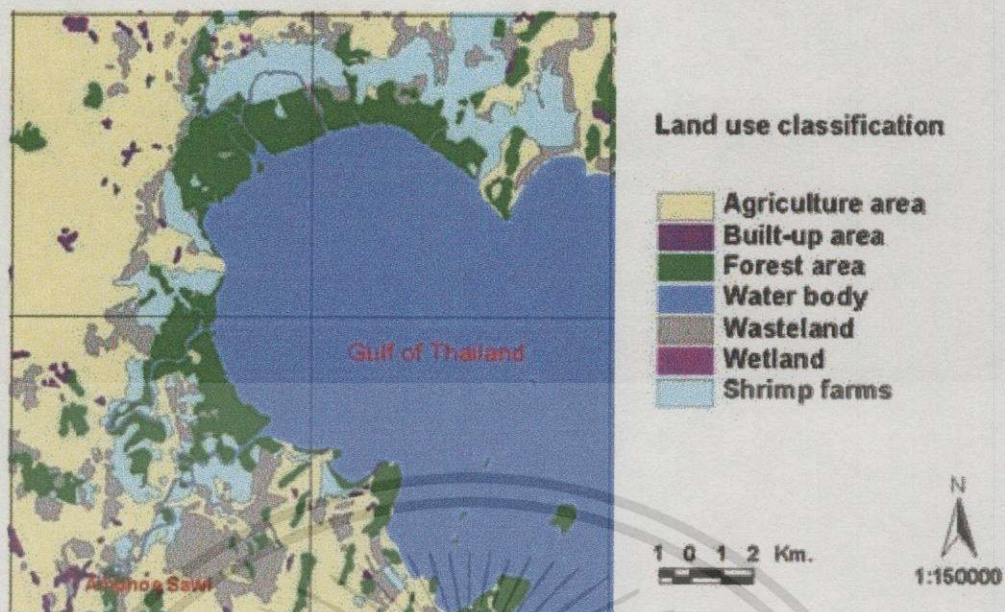 Land use classification
Agriculture area
Built-up area
Forest area
Water body
Wasteland
Wetland
Shrimp farms
Gulf of Thailand
Amphoe Sawi
N
1 0 1 2 Km.
1:150000